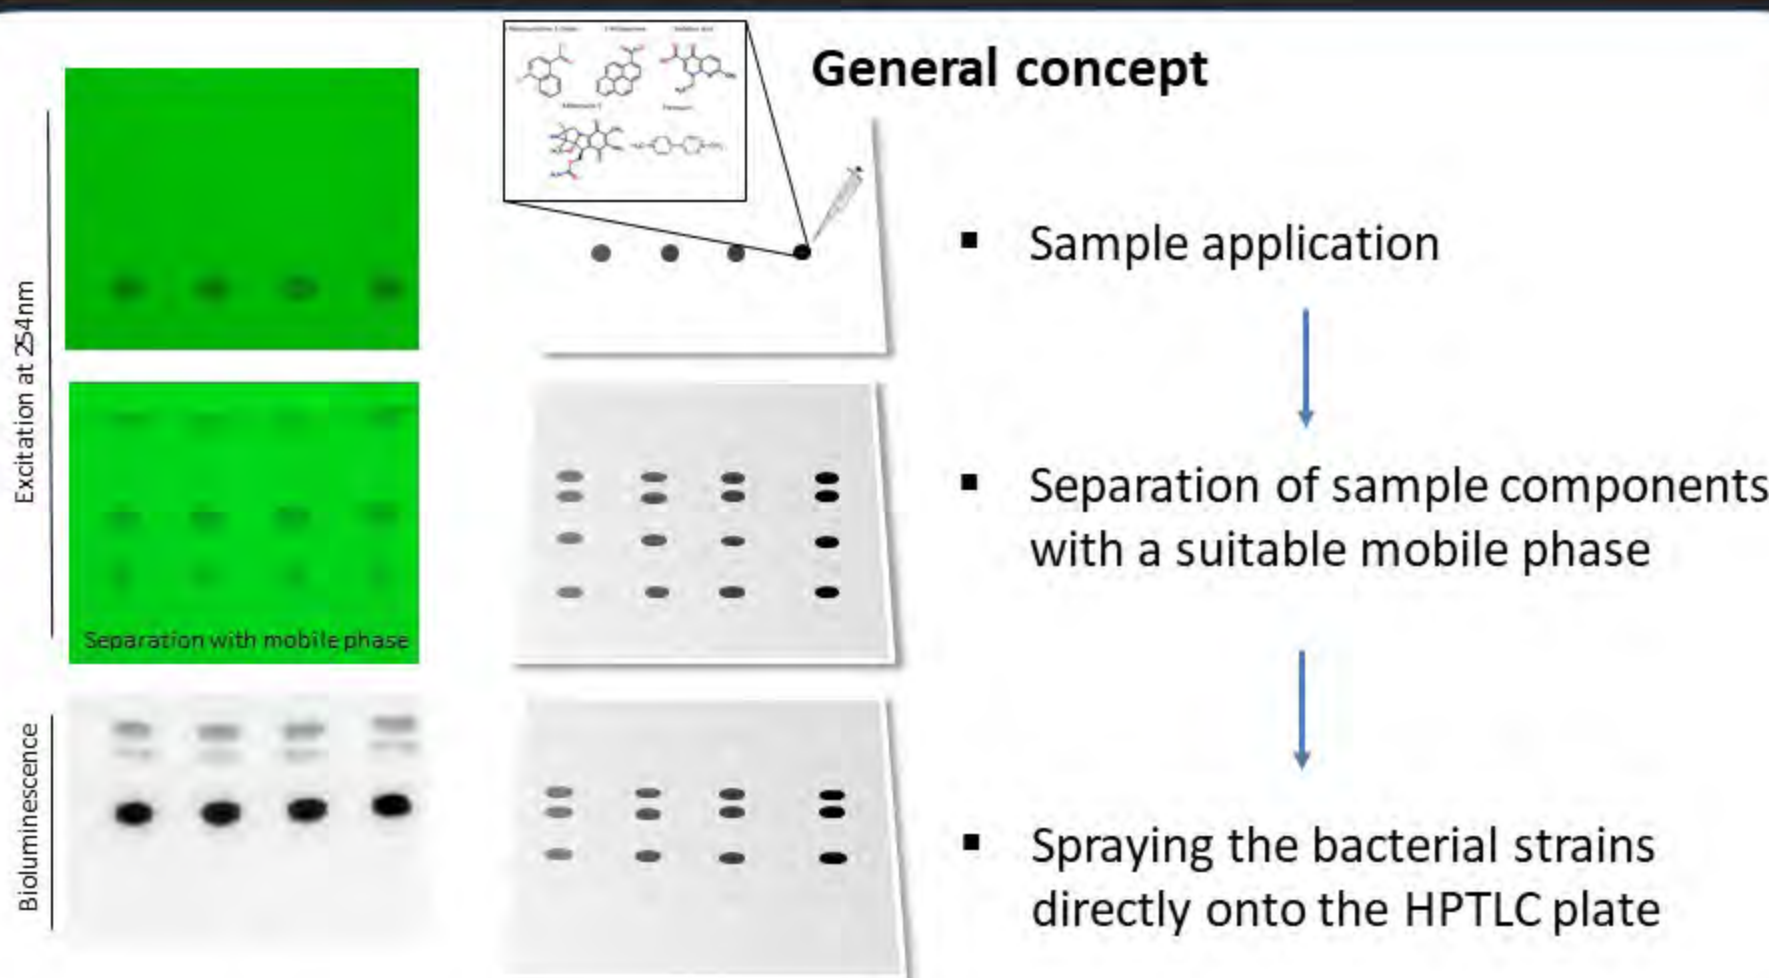 General concept
Excitation at 254nm
▪ Sample application
▪ Separation of sample components
with a suitable mobile phase
Separation with mobile phase
Bioluminescence
▪ Spraying the bacterial strains
directly onto the HPTLC plate